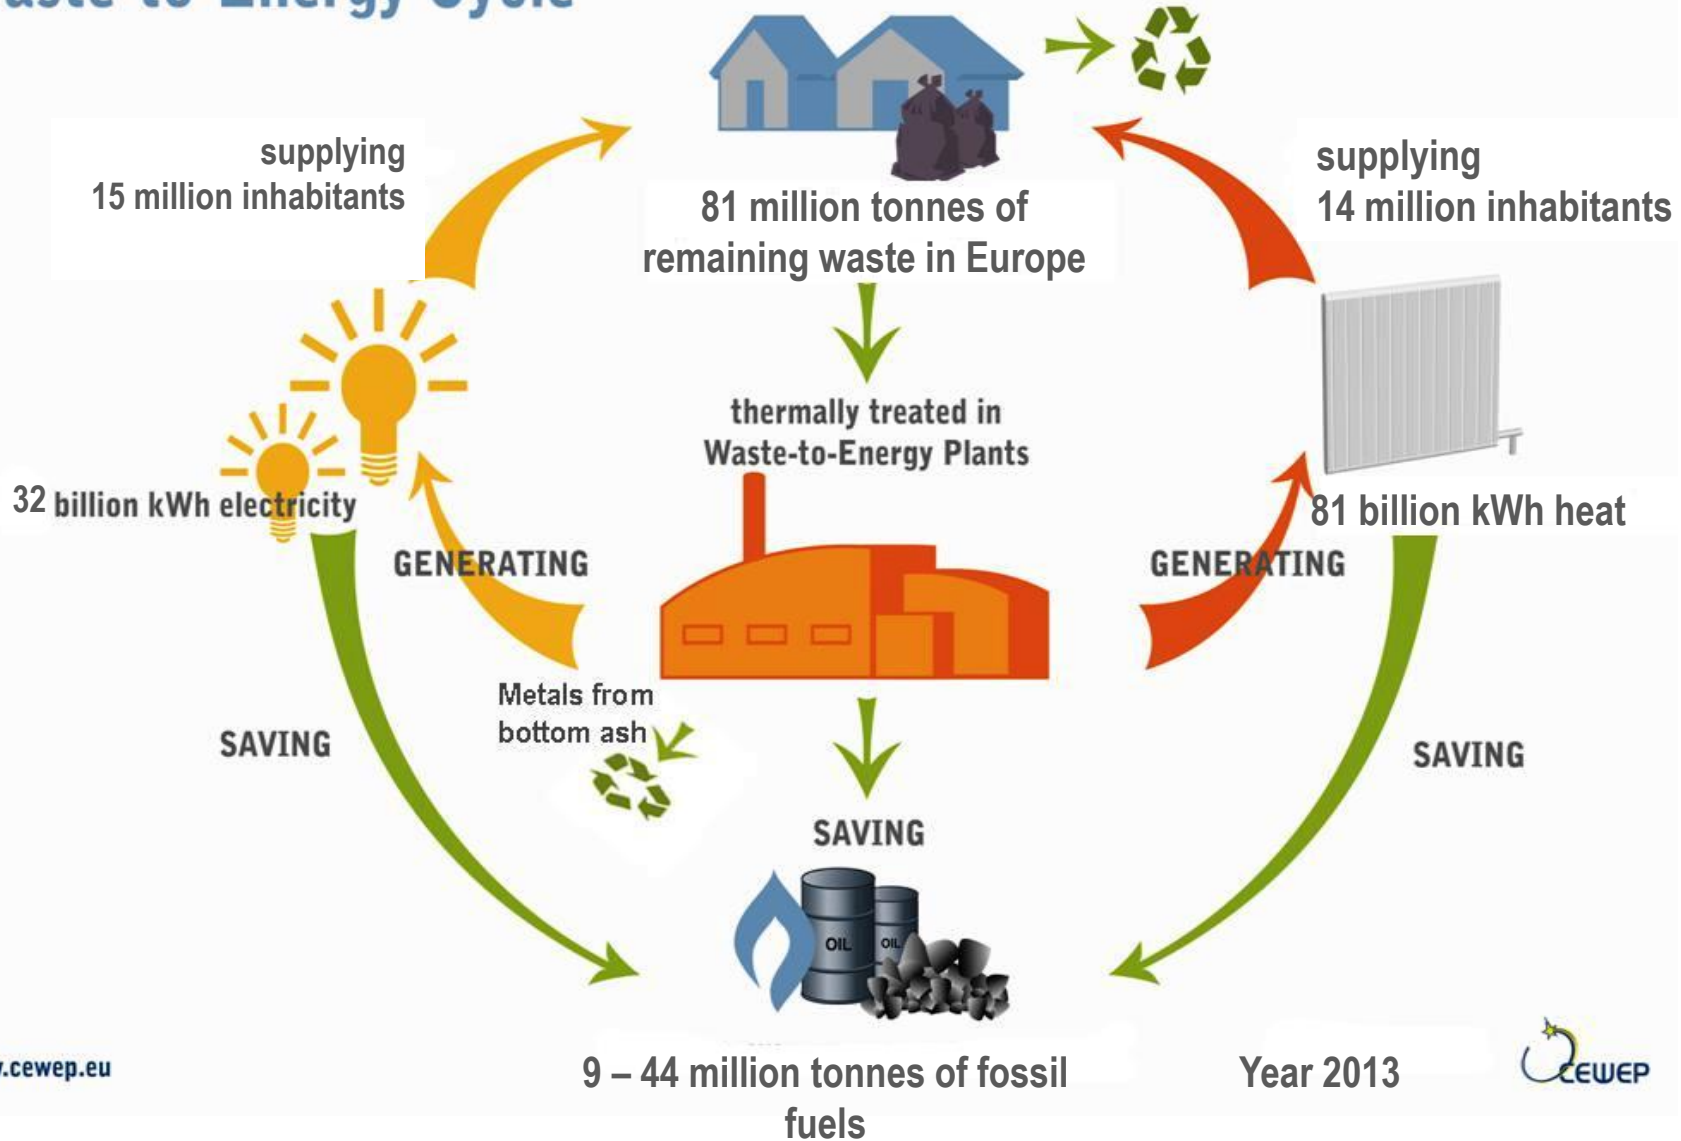 Energy Cycle
supplying
15 million inhabitants
81 million tonnes of
remaining waste in Europe
supplying
14 million inhabitants
thermally treated in
Waste-to-Energy Plants
32 billion kWh electricity
81 billion kWh heat
GENERATING
GENERATING
Metals from
bottom ash
SAVING
SAVING
SAVING
OIL
OIL
9 – 44 million tonnes of fossil
fuels
Year 2013
.cewep.eu
CEWEP